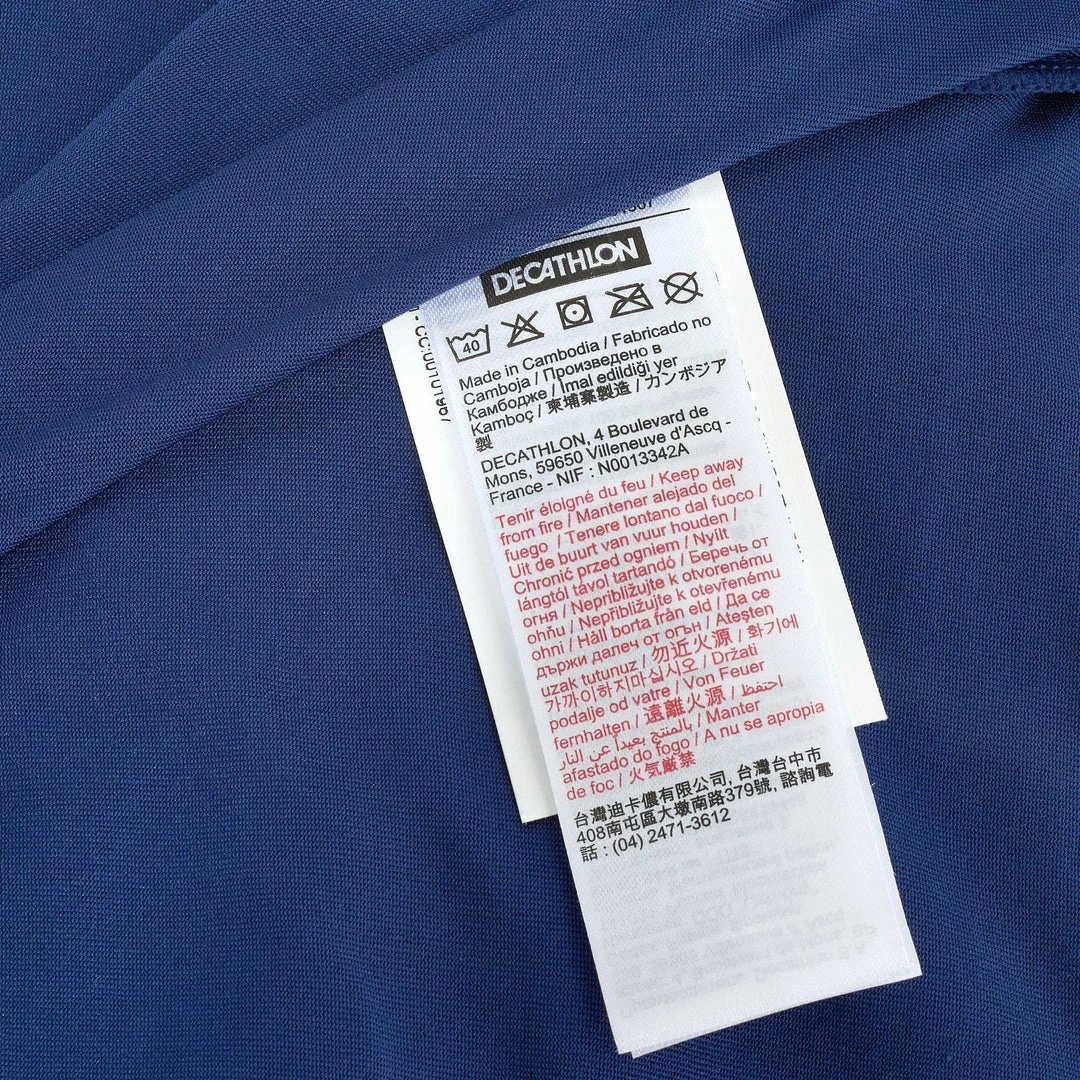 DECATHLON
40
Made in Cambodia / Fabricado no
Camboja / Произведено в
Камбодже / İmal edildiği yer
Kamboç / 柬埔寨製造 / カンボジア
製
DECATHLON, 4 Boulevard de
Mons, 59650 Villeneuve d'Ascq -
France - NIF : N0013342A
Tenir éloigné du feu / Keep away
from fire / Mantener alejado del
fuego / Tenere lontano dal fuoco /
Uit de buurt van vuur houden /
Chronić przed ogniem / Nyílt
lángtól távol tartandó / Беречь от
огня / Nepribližujte k otvorenému
ohňu / Nepřibližujte k otevřenému
ohni / Håll borta från eld / Да се
държи далеч от огън / Ateşten
uzak tutunuz / 勿近火源 / 화기에
가까이하지마십시오 / Držati
podalje od vatre / Von Feuer
fernhalten / 遠離火源 / احتفظ
بالمنتج بعيداً عن النار / Manter
afastado do fogo / A nu se apropia
de foc / 火気厳禁
台灣迪卡儂有限公司, 台灣台中市
408南屯區大墩南路379號, 諮詢電
話 : (04) 2471-3612